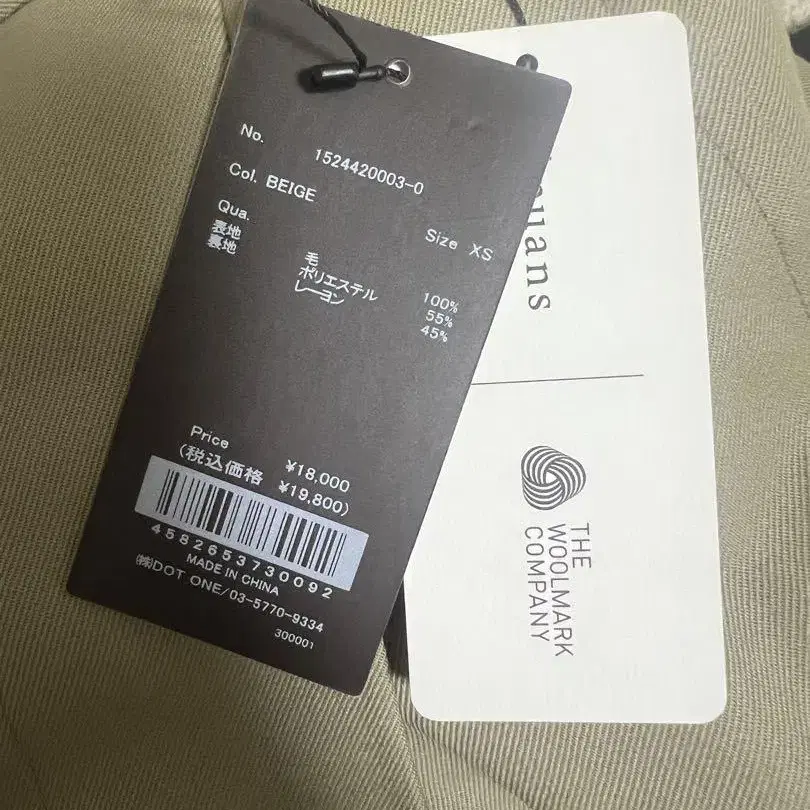 No. 1524420003-0
Col. BEIGE
Size XS
Qua.
表地 毛 100%
裏地 ポリエステル 55%
レーヨン 45%
Price ¥18,000
(税込価格 ¥19,800)
4582653730092
MADE IN CHINA
(株)DOT ONE/03-5770-9334
300001
THE
WOOLMARK
COMPANY